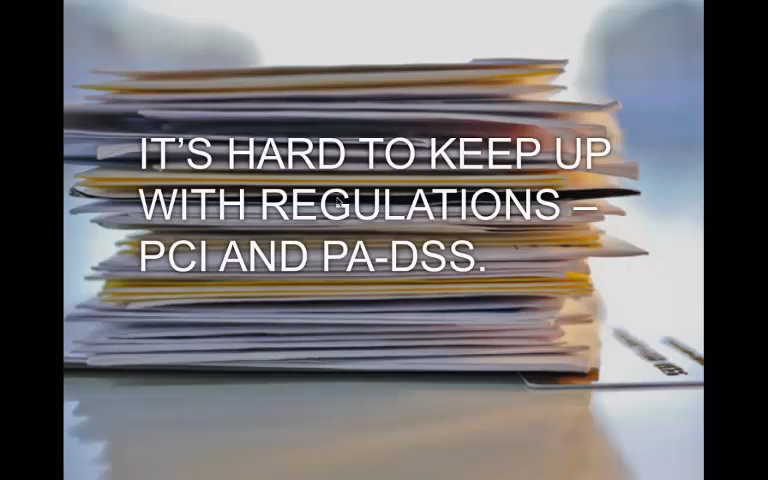 IT’S HARD TO KEEP UP
WITH REGULATIONS –
PCI AND PA-DSS.